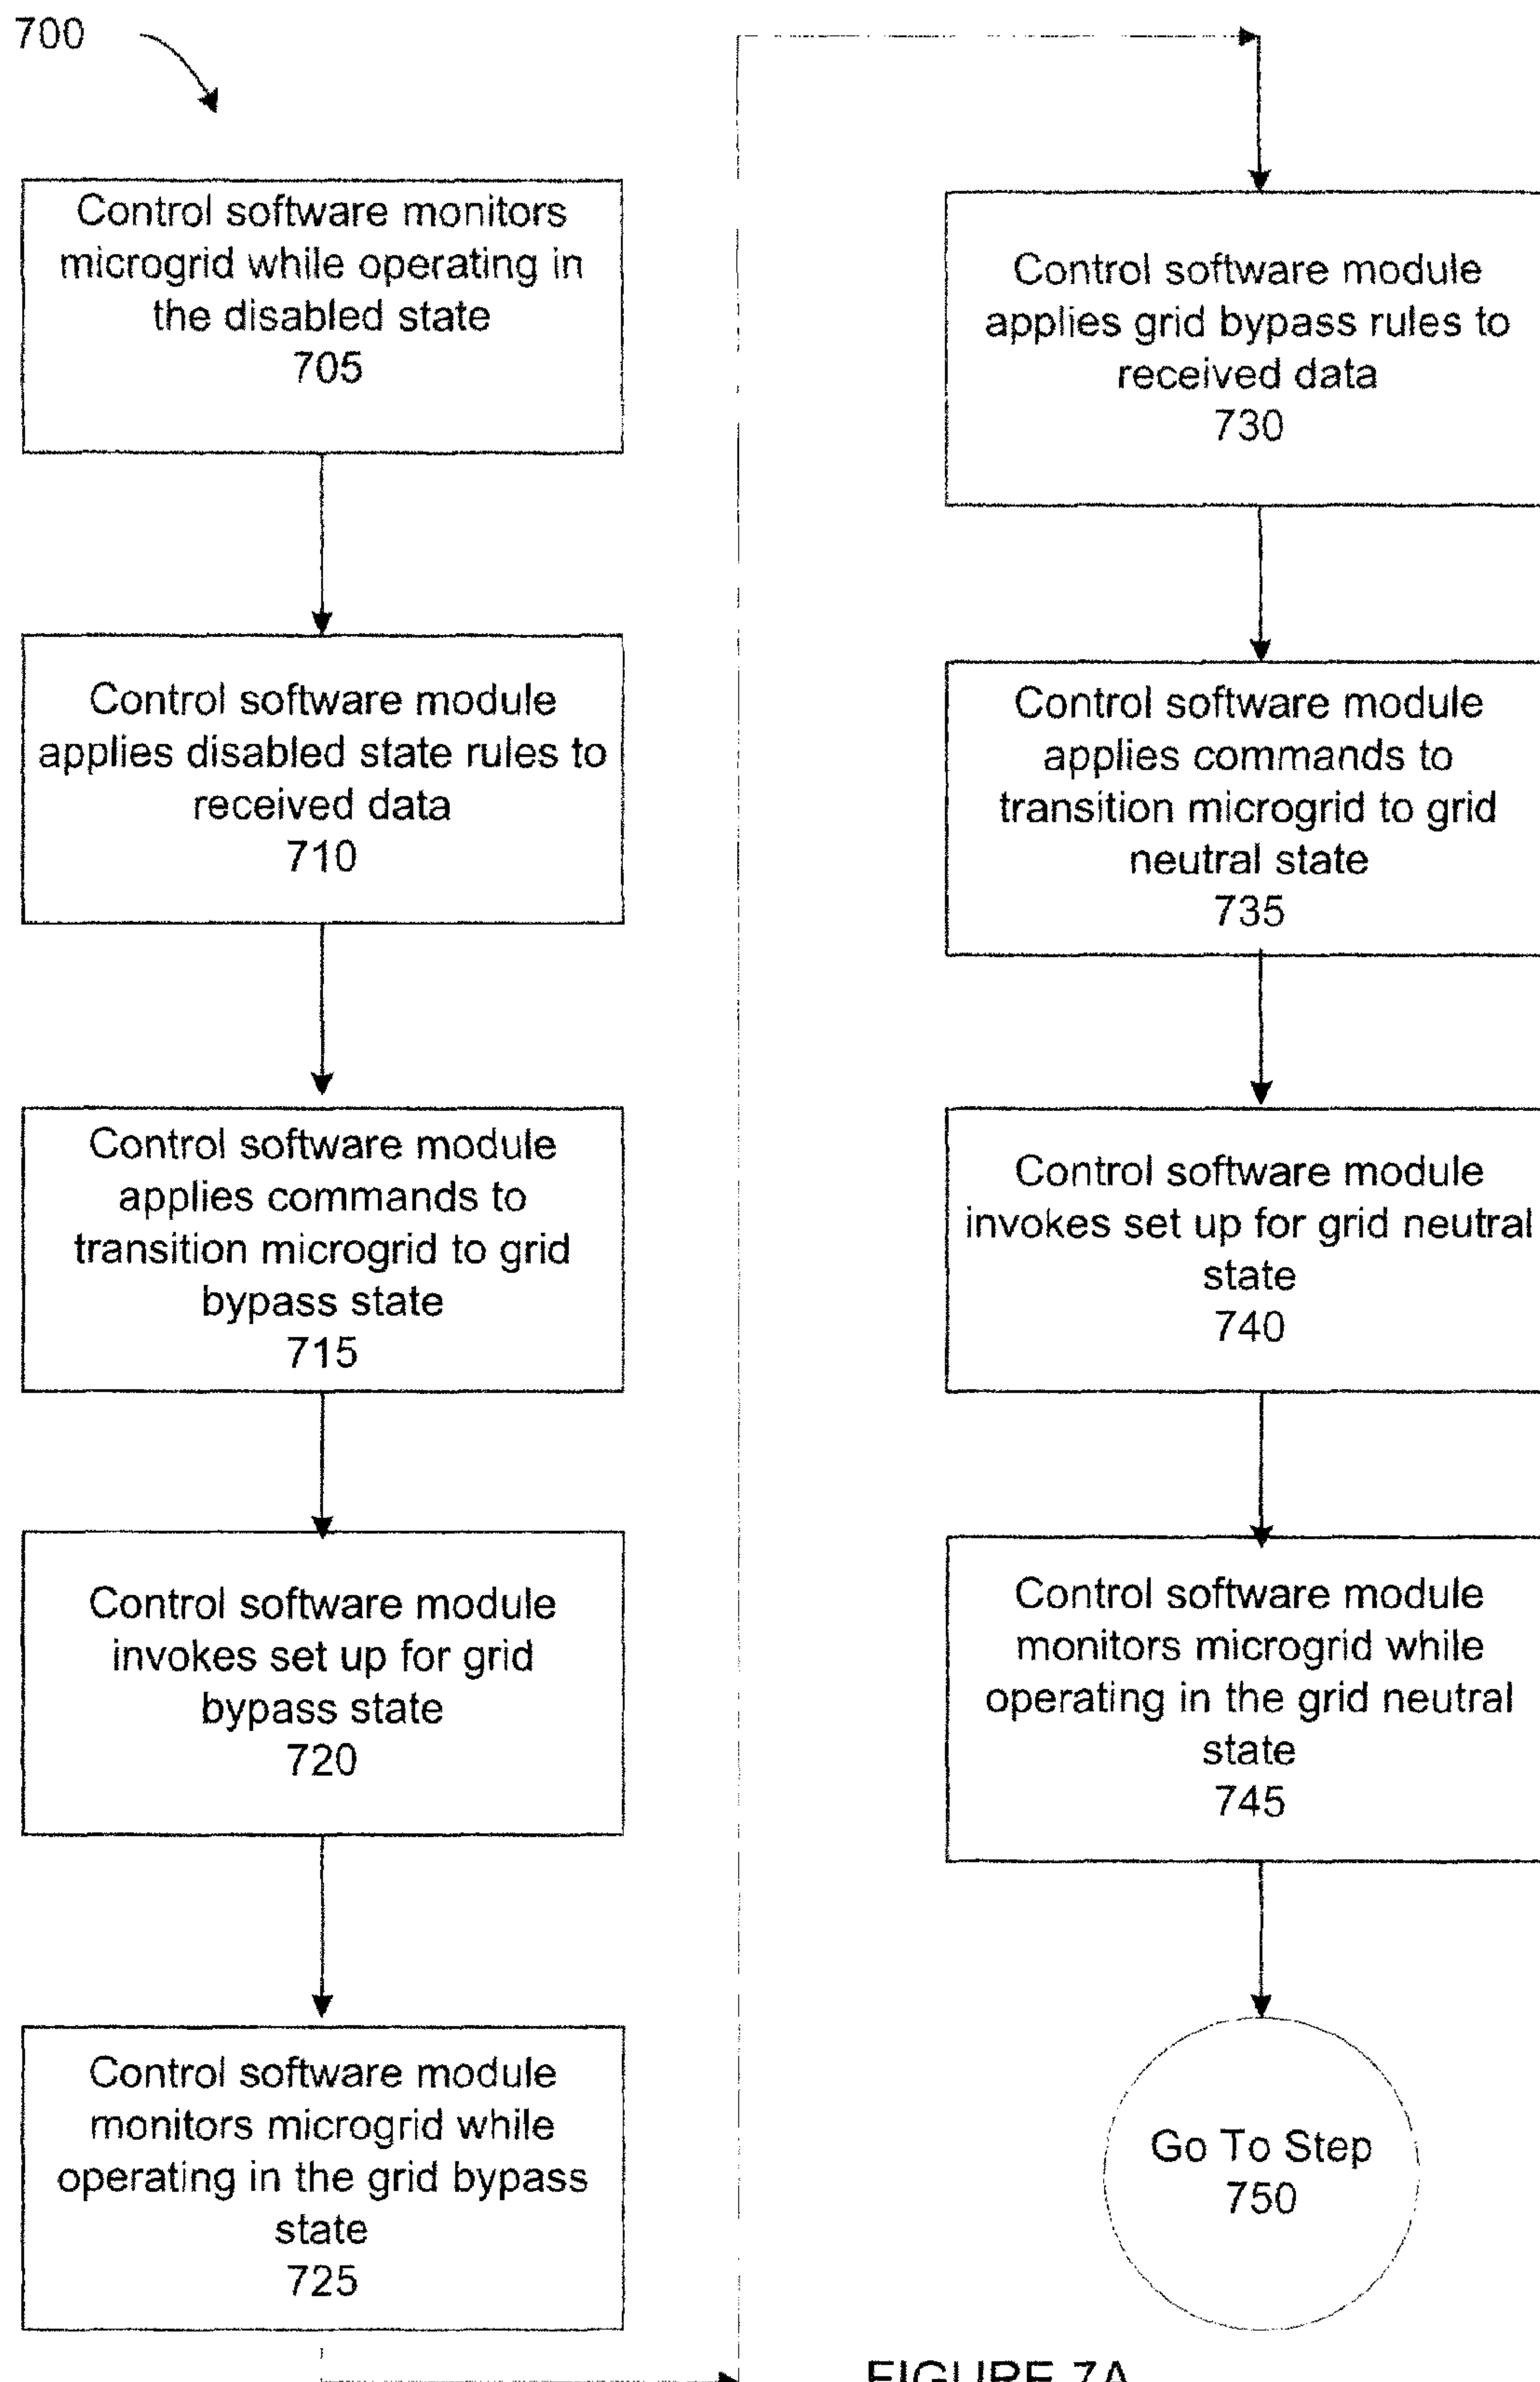 700
Control software monitors
microgrid while operating in
the disabled state
705
Control software module
applies disabled state rules to
received data
710
Control software module
applies commands to
transition microgrid to grid
bypass state
715
Control software module
invokes set up for grid
bypass state
720
Control software module
monitors microgrid while
operating in the grid bypass
state
725
Control software module
applies grid bypass rules to
received data
730
Control software module
applies commands to
transition microgrid to grid
neutral state
735
Control software module
invokes set up for grid neutral
state
740
Control software module
monitors microgrid while
operating in the grid neutral
state
745
Go To Step
750
FIGURE 7A